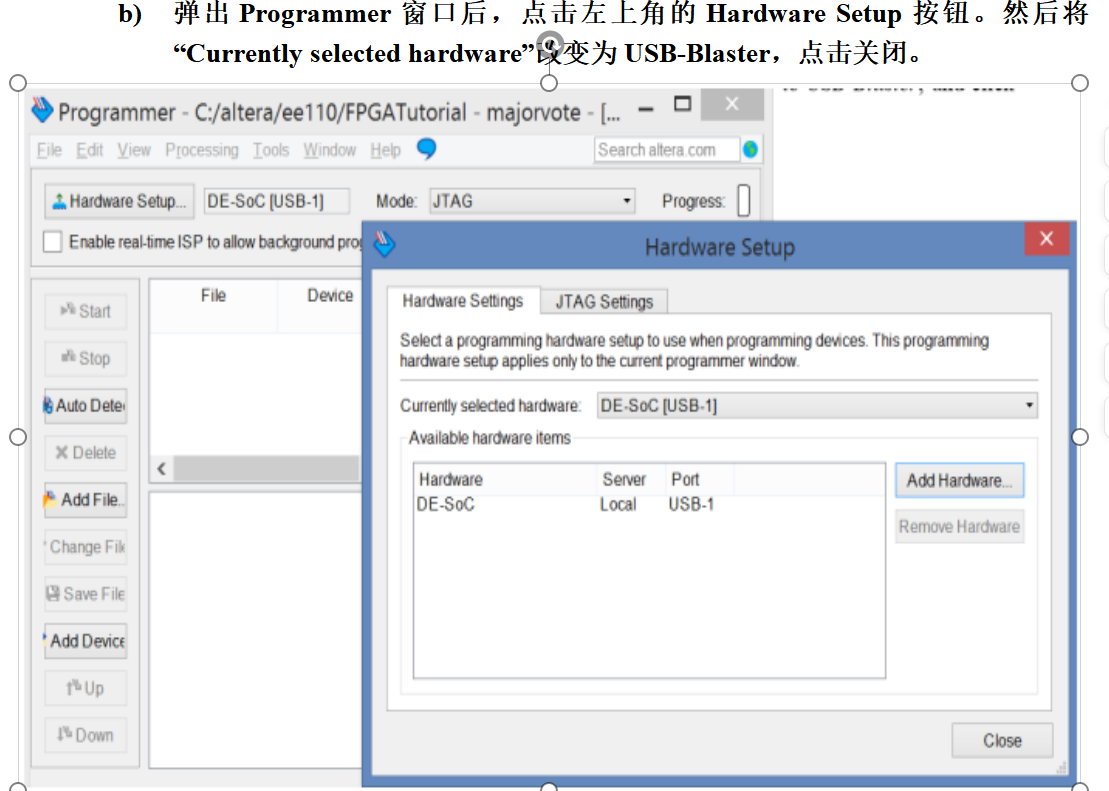 b) 弹出 Programmer 窗口后，点击左上角的 Hardware Setup 按钮。然后将
“Currently selected hardware”改变为 USB-Blaster，点击关闭。
Programmer - C:/altera/ee110/FPGATutorial - majorvote - [...
File Edit View Processing Tools Window Help
Search altera.com
Hardware Setup...
DE-SoC [USB-1]
Mode: JTAG
Progress:
Enable real-time ISP to allow background prog
File Device
Start
Stop
Auto Detec
Delete
Add File..
Change File
Save File
Add Device
Up
Down
Hardware Setup
Hardware Settings
JTAG Settings
Select a programming hardware setup to use when programming devices. This programming
hardware setup applies only to the current programmer window.
Currently selected hardware: DE-SoC [USB-1]
Available hardware items
Hardware Server Port
DE-SoC Local USB-1
Add Hardware...
Remove Hardware
Close